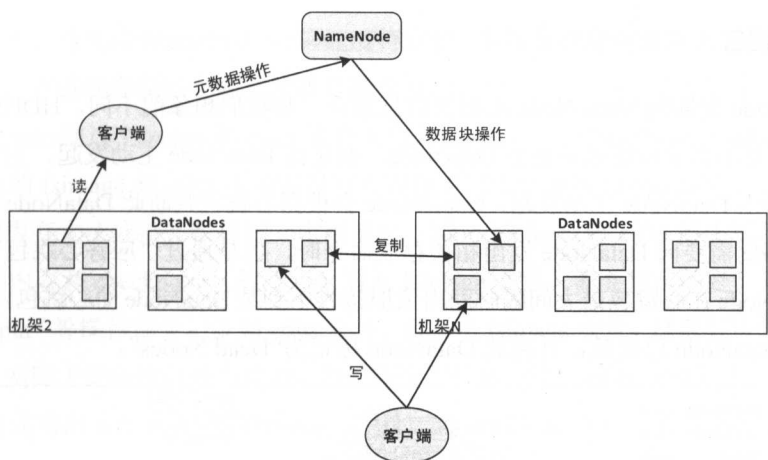 NameNode
元数据操作
客户端
数据块操作
读
DataNodes
DataNodes
复制
机架2
机架N
写
客户端